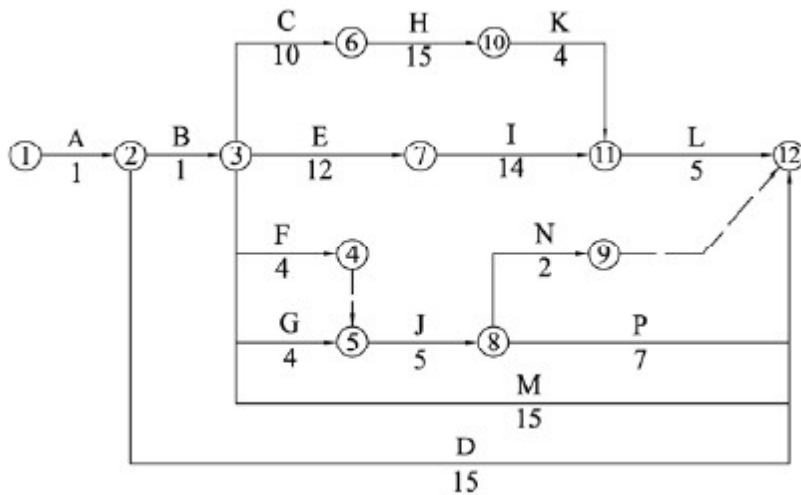 C H K
⑥ ⑩
10 15 4
A B E I L
① ② ③ ⑦ ⑪ ⑫
1 1 12 14 5
F N
④ ⑨
4 2
G J P
⑤ ⑧
4 5 7
M
15
D
15